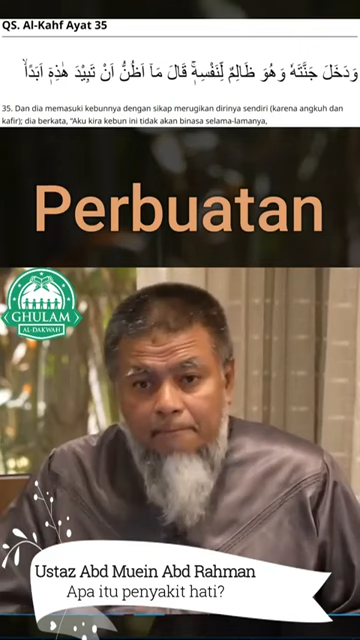 QS. Al-Kahf Ayat 35
وَدَخَلَ جَنَّتَهٗ وَهُوَ ظَالِمٌ لِّنَفْسِهٖۚ قَالَ مَآ اَظُنُّ اَنْ تَبِيْدَ هٰذِهٖٓ اَبَدًاۙ
35. Dan dia memasuki kebunnya dengan sikap merugikan dirinya sendiri (karena angkuh dan
kafir); dia berkata, "Aku kira kebun ini tidak akan binasa selama-lamanya,
Perbuatan
GHULAM
AL-DAKWAH
Ustaz Abd Muein Abd Rahman
Apa itu penyakit hati?